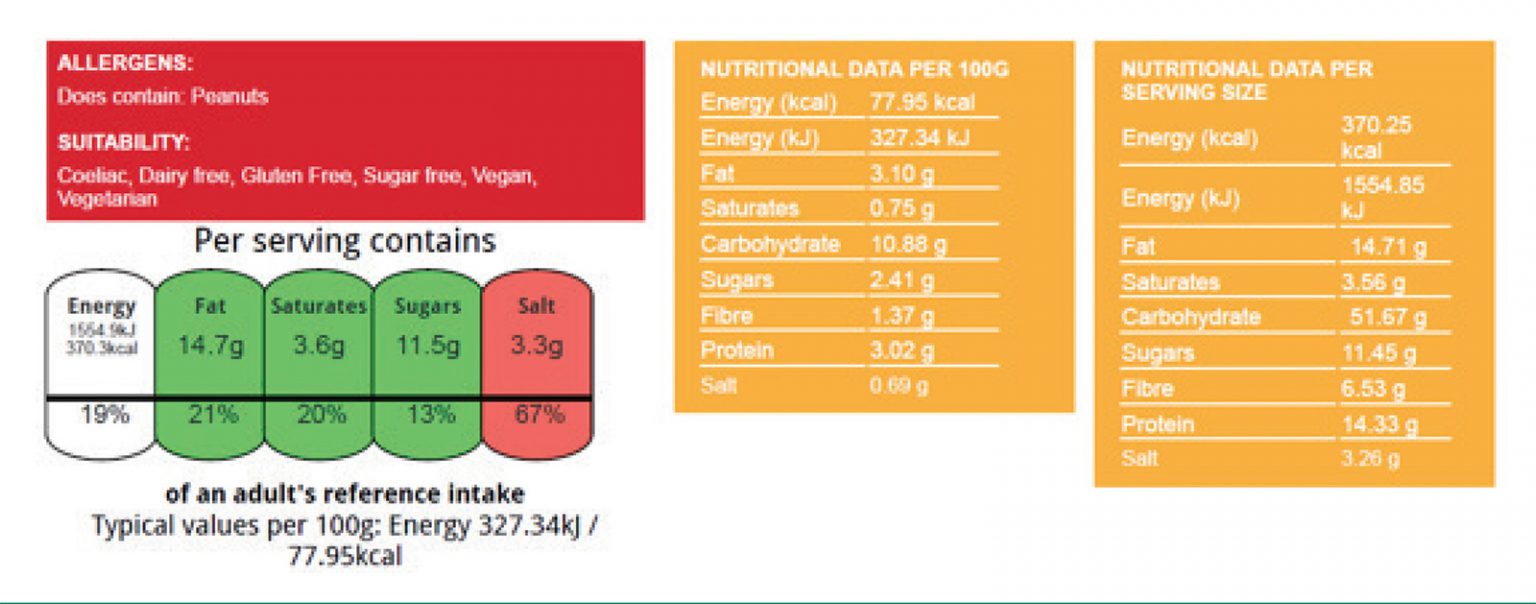 ALLERGENS:
Does contain: Peanuts
SUITABILITY:
Coeliac, Dairy free, Gluten Free, Sugar free, Vegan,
Vegetarian
Per serving contains
Energy Fat Saturates Sugars Salt
1554.9kJ
370.3kcal 14.7g 3.6g 11.5g 3.3g
19% 21% 20% 13% 67%
of an adult's reference intake
Typical values per 100g: Energy 327.34kJ /
77.95kcal
NUTRITIONAL DATA PER 100G
Energy (kcal) 77.95 kcal
Energy (kJ) 327.34 kJ
Fat 3.10 g
Saturates 0.75 g
Carbohydrate 10.88 g
Sugars 2.41 g
Fibre 1.37 g
Protein 3.02 g
Salt 0.69 g
NUTRITIONAL DATA PER
SERVING SIZE
Energy (kcal) 370.25
kcal
Energy (kJ) 1554.85
kJ
Fat 14.71 g
Saturates 3.56 g
Carbohydrate 51.67 g
Sugars 11.45 g
Fibre 6.53 g
Protein 14.33 g
Salt 3.26 g